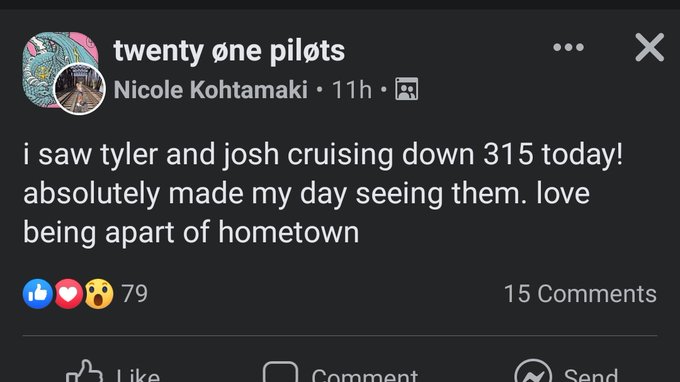 twenty øne piløts
Nicole Kohtamaki • 11h •
i saw tyler and josh cruising down 315 today!
absolutely made my day seeing them. love
being apart of hometown
79
15 Comments
Like
Comment
Send